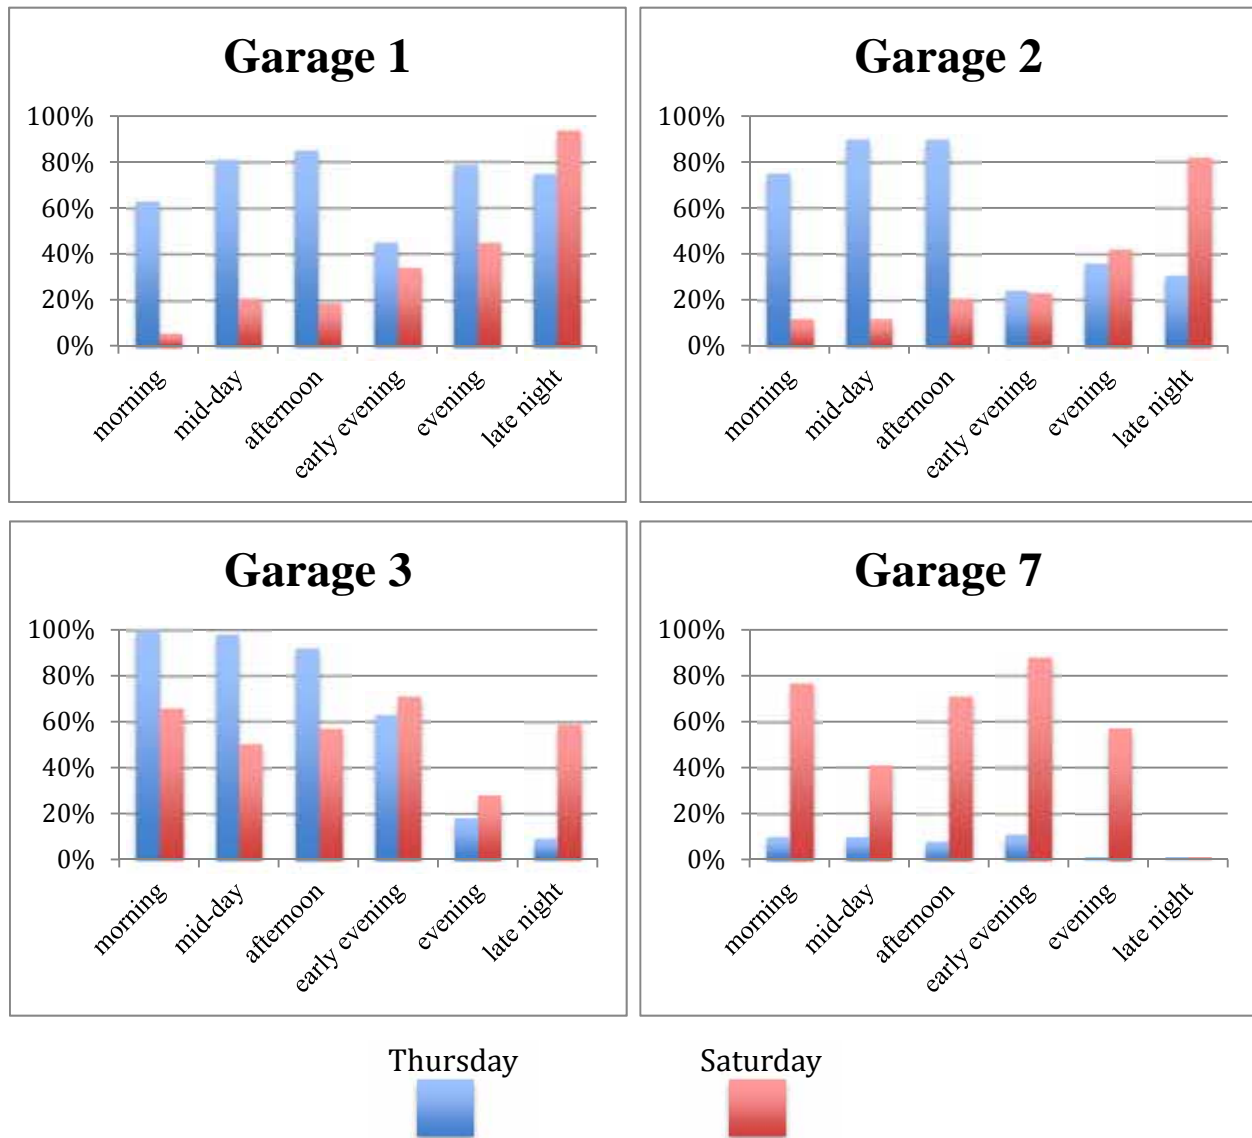 Garage 1
100%
80%
60%
40%
20%
0%
morning
mid-day
afternoon
early evening
evening
late night
Garage 2
100%
80%
60%
40%
20%
0%
morning
mid-day
afternoon
early evening
evening
late night
Garage 3
100%
80%
60%
40%
20%
0%
morning
mid-day
afternoon
early evening
evening
late night
Garage 7
100%
80%
60%
40%
20%
0%
morning
mid-day
afternoon
early evening
evening
late night
Thursday
Saturday